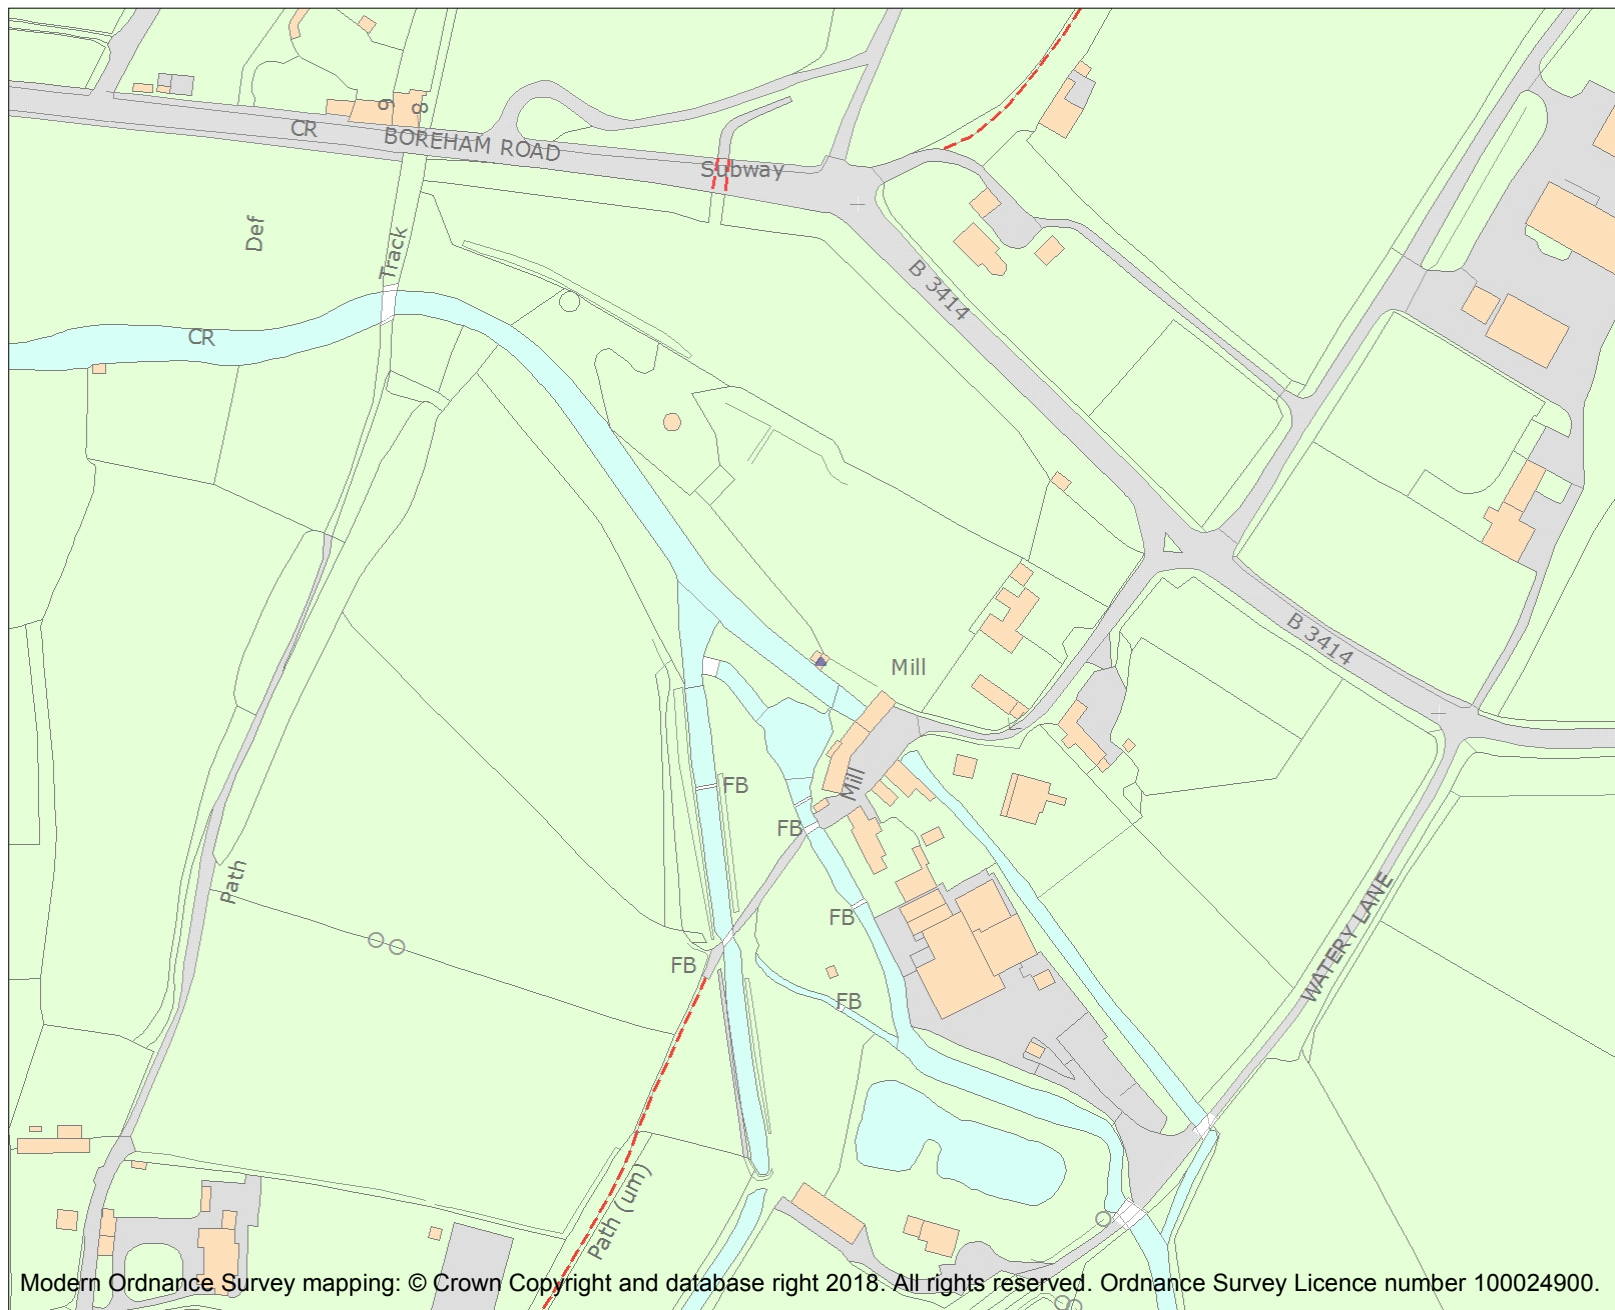 9
8
CR
BOREHAM ROAD
Subway
Def
Track
B 3414
CR
B 3414
Mill
Mill
FB
FB
Path
FB
WATERY LANE
FB
FB
Path (um)
Modern Ordnance Survey mapping: © Crown Copyright and database right 2018. All rights reserved. Ordnance Survey Licence number 100024900.